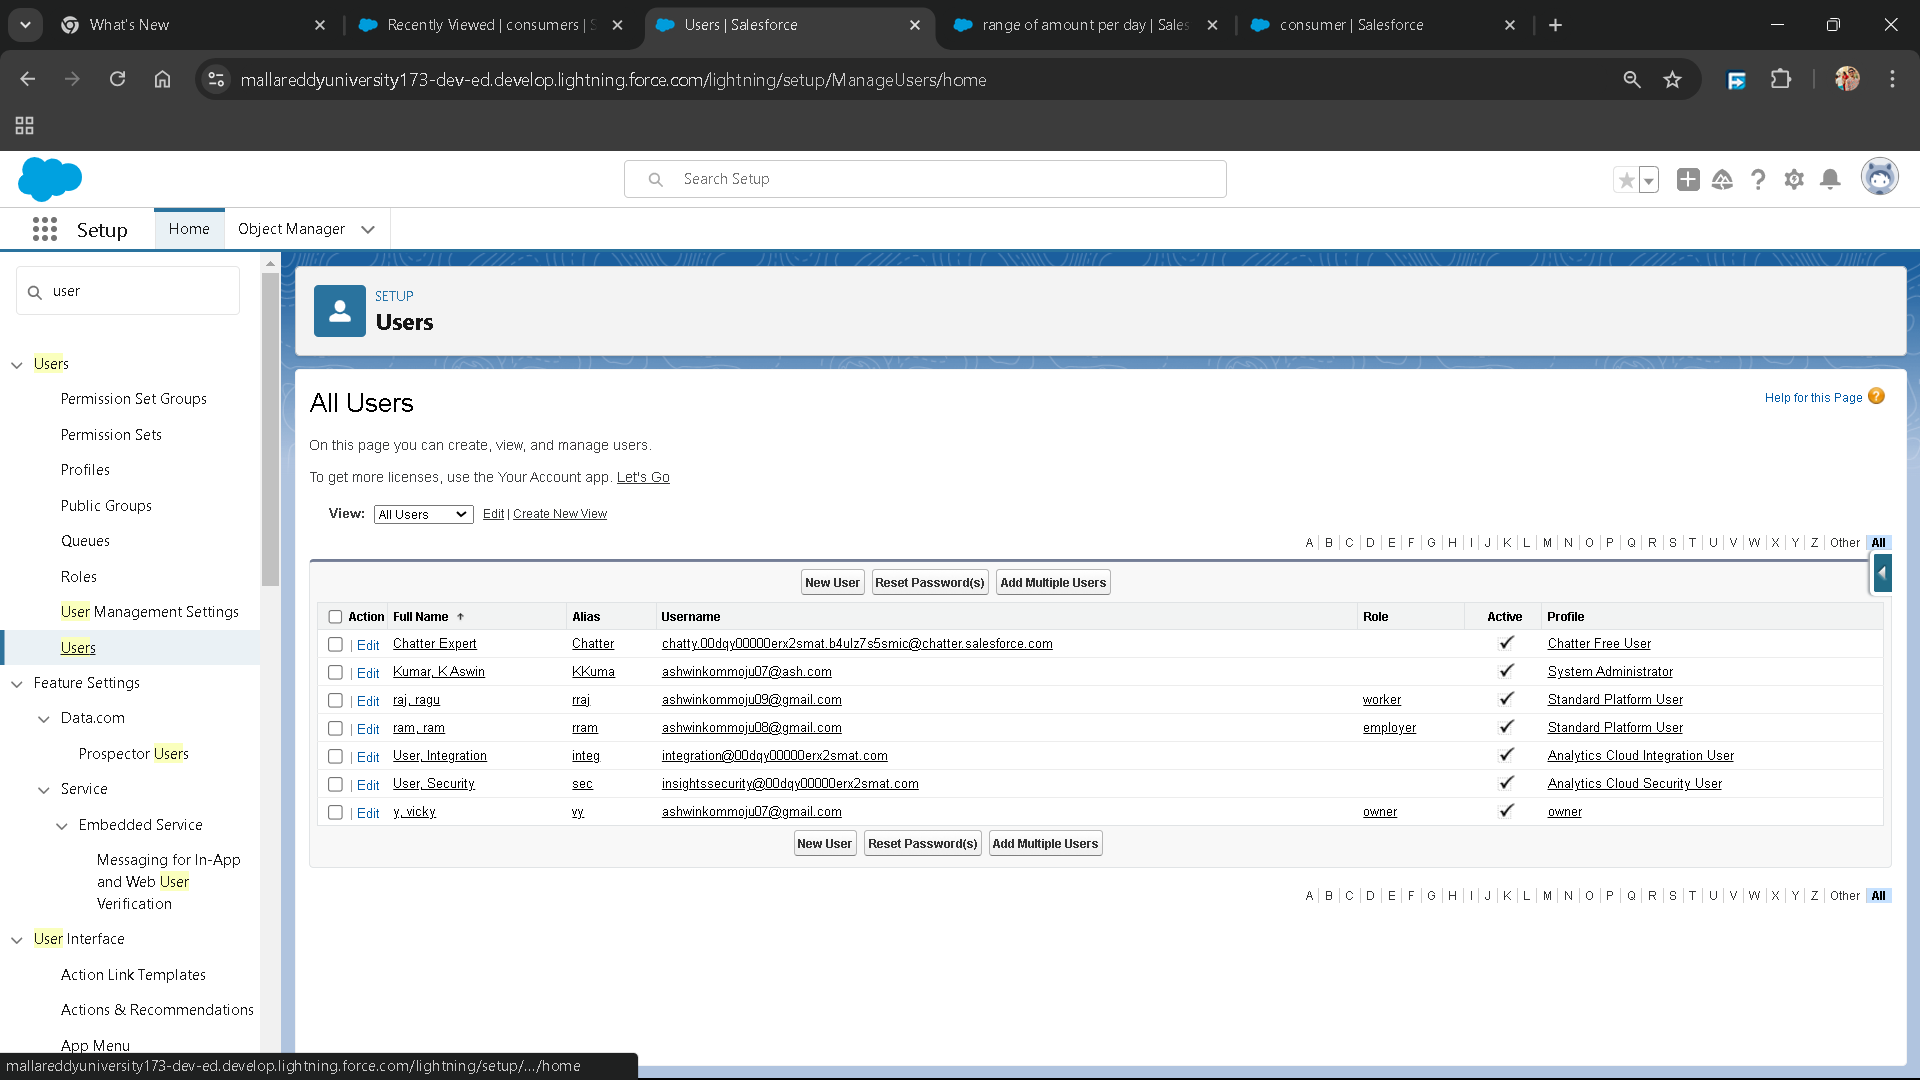 What's New
Recently Viewed | consumers | S
Users | Salesforce
range of amount per day | Sales
consumer | Salesforce
mallareddyuniversity173-dev-ed.develop.lightning.force.com/lightning/setup/ManageUsers/home
Search Setup
Setup
Home
Object Manager
user
Users
Permission Set Groups
Permission Sets
Profiles
Public Groups
Queues
Roles
User Management Settings
Users
Feature Settings
Data.com
Prospector Users
Service
Embedded Service
Messaging for In-App
and Web User
Verification
User Interface
Action Link Templates
Actions & Recommendations
App Menu
mallareddyuniversity173-dev-ed.develop.lightning.force.com/lightning/setup/.../home
SETUP
Users
All Users
Help for this Page ?
On this page you can create, view, and manage users.
To get more licenses, use the Your Account app. Let's Go
View: All Users Edit | Create New View
A | B | C | D | E | F | G | H | I | J | K | L | M | N | O | P | Q | R | S | T | U | V | W | X | Y | Z | Other All
New User Reset Password(s) Add Multiple Users
Action Full Name Alias Username Role Active Profile
| Edit Chatter Expert Chatter chatty.00dqy00000erx2smat.b4ulz7s5smic@chatter.salesforce.com Chatter Free User
| Edit Kumar, K Aswin KKuma ashwinkommoju07@ash.com System Administrator
| Edit raj, ragu rraj ashwinkommoju09@gmail.com worker Standard Platform User
| Edit ram, ram rram ashwinkommoju08@gmail.com employer Standard Platform User
| Edit User, Integration integ integration@00dqy00000erx2smat.com Analytics Cloud Integration User
| Edit User, Security sec insightssecurity@00dqy00000erx2smat.com Analytics Cloud Security User
| Edit y, vicky vy ashwinkommoju07@gmail.com owner owner
New User Reset Password(s) Add Multiple Users
A | B | C | D | E | F | G | H | I | J | K | L | M | N | O | P | Q | R | S | T | U | V | W | X | Y | Z | Other All